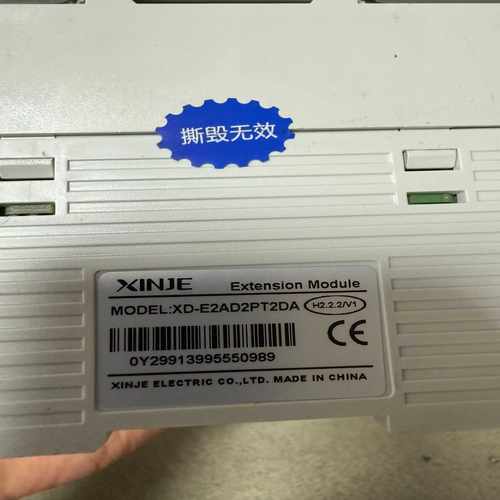 撕毁无效
XINJE Extension Module
MODEL:XD-E2AD2PT2DA H2.2.2/V1
CE
0Y29913995550989
XINJE ELECTRIC CO.,LTD. MADE IN CHINA